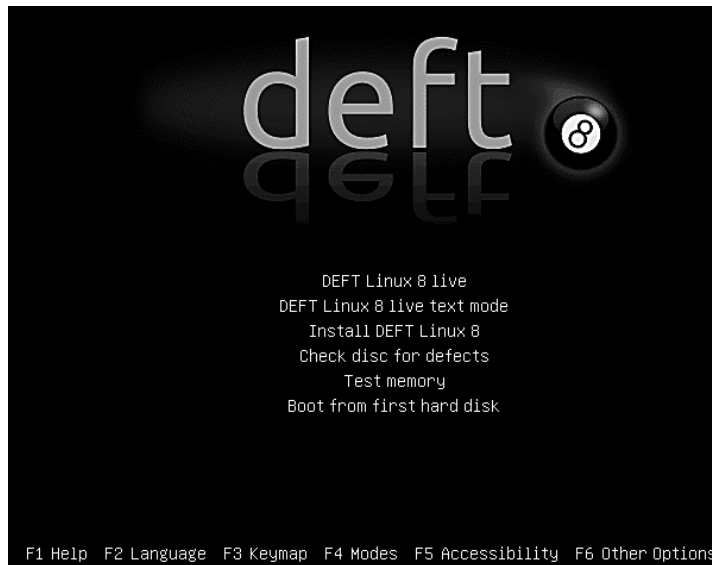 deft 8
DEFT Linux 8 live
DEFT Linux 8 live text mode
Install DEFT Linux 8
Check disc for defects
Test memory
Boot from first hard disk
F1 Help F2 Language F3 Keymap F4 Modes F5 Accessibility F6 Other Options